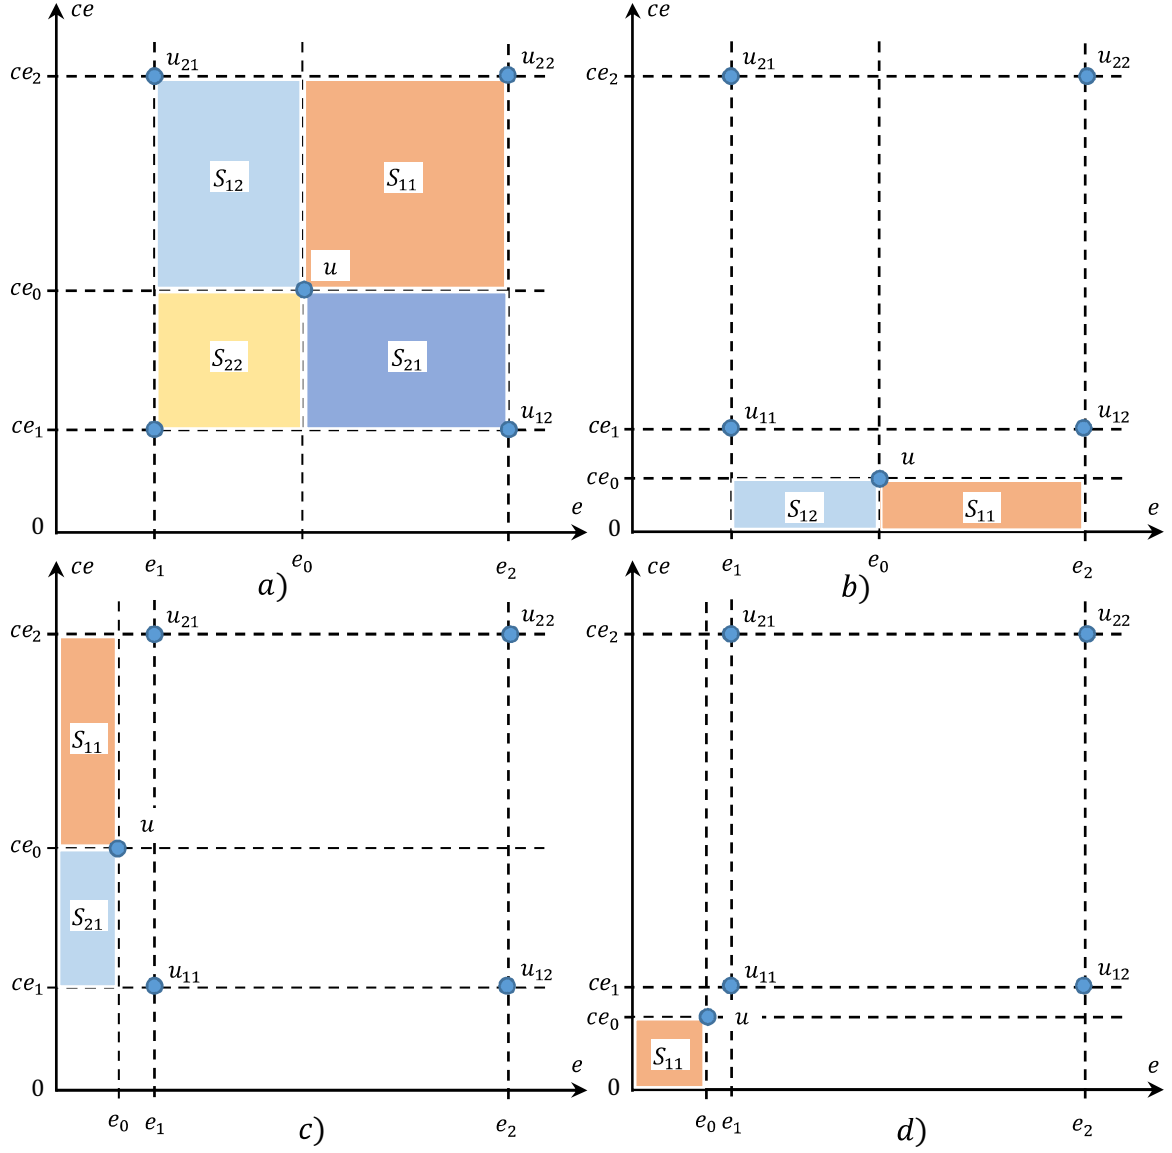 ce
ce₂
u₂₁
u₂₂
S₁₂
S₁₁
u
ce₀
S₂₂
S₂₁
ce₁
u₁₂
0
e
e₁
e₀
e₂
a)
ce
ce₂
u₂₁
u₂₂
ce₁
u₁₁
u₁₂
ce₀
u
S₁₂
S₁₁
0
e
e₁
e₀
e₂
b)
ce
ce₂
u₂₁
u₂₂
S₁₁
u
ce₀
S₂₁
ce₁
u₁₁
u₁₂
0
e
e₀
e₁
e₂
c)
ce
ce₂
u₂₁
u₂₂
ce₁
u₁₁
u₁₂
ce₀
u
S₁₁
0
e
e₀
e₁
e₂
d)